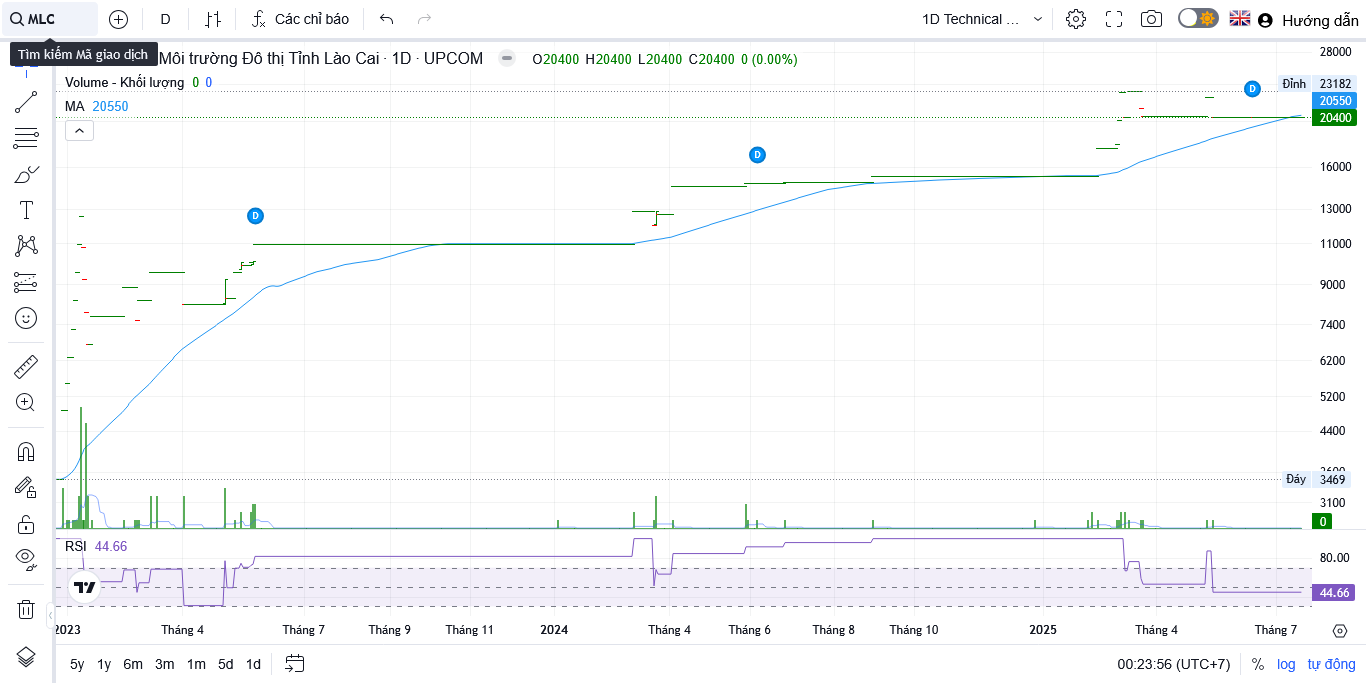 MLC
D
Các chỉ báo
1D Technical ...
Hướng dẫn
Tìm kiếm Mã giao dịch
Môi trường Đô thị Tỉnh Lào Cai · 1D · UPCOM
O20400 H20400 L20400 C20400 0 (0.00%)
Volume - Khối lượng 0 0
MA 20550
28000
Đỉnh 23182
20550
20400
16000
13000
11000
9000
7400
6200
5200
4400
3600
Đáy 3469
3100
0
D
D
D
RSI 44.66
80.00
44.66
2023
Tháng 4
Tháng 7
Tháng 9
Tháng 11
2024
Tháng 4
Tháng 6
Tháng 8
Tháng 10
2025
Tháng 4
Tháng 7
5y 1y 6m 3m 1m 5d 1d
00:23:56 (UTC+7)
%
log
tự động